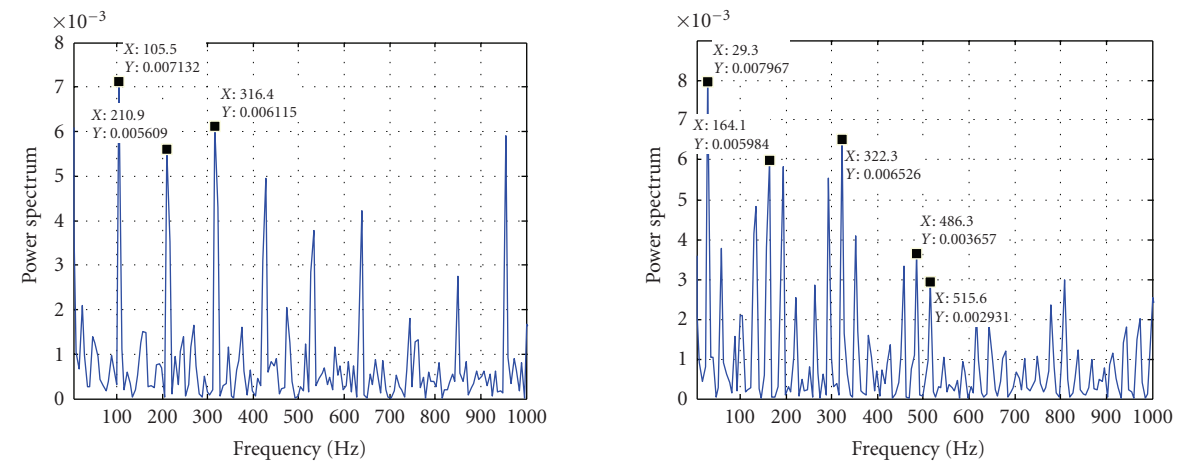 ×10⁻³
8
7
6
5
4
3
2
1
0
Power spectrum
X: 105.5
Y: 0.007132
X: 210.9
Y: 0.005609
X: 316.4
Y: 0.006115
100 200 300 400 500 600 700 800 900 1000
Frequency (Hz)
×10⁻³
8
7
6
5
4
3
2
1
0
Power spectrum
X: 29.3
Y: 0.007967
X: 164.1
Y: 0.005984
X: 322.3
Y: 0.006526
X: 486.3
Y: 0.003657
X: 515.6
Y: 0.002931
100 200 300 400 500 600 700 800 900 1000
Frequency (Hz)